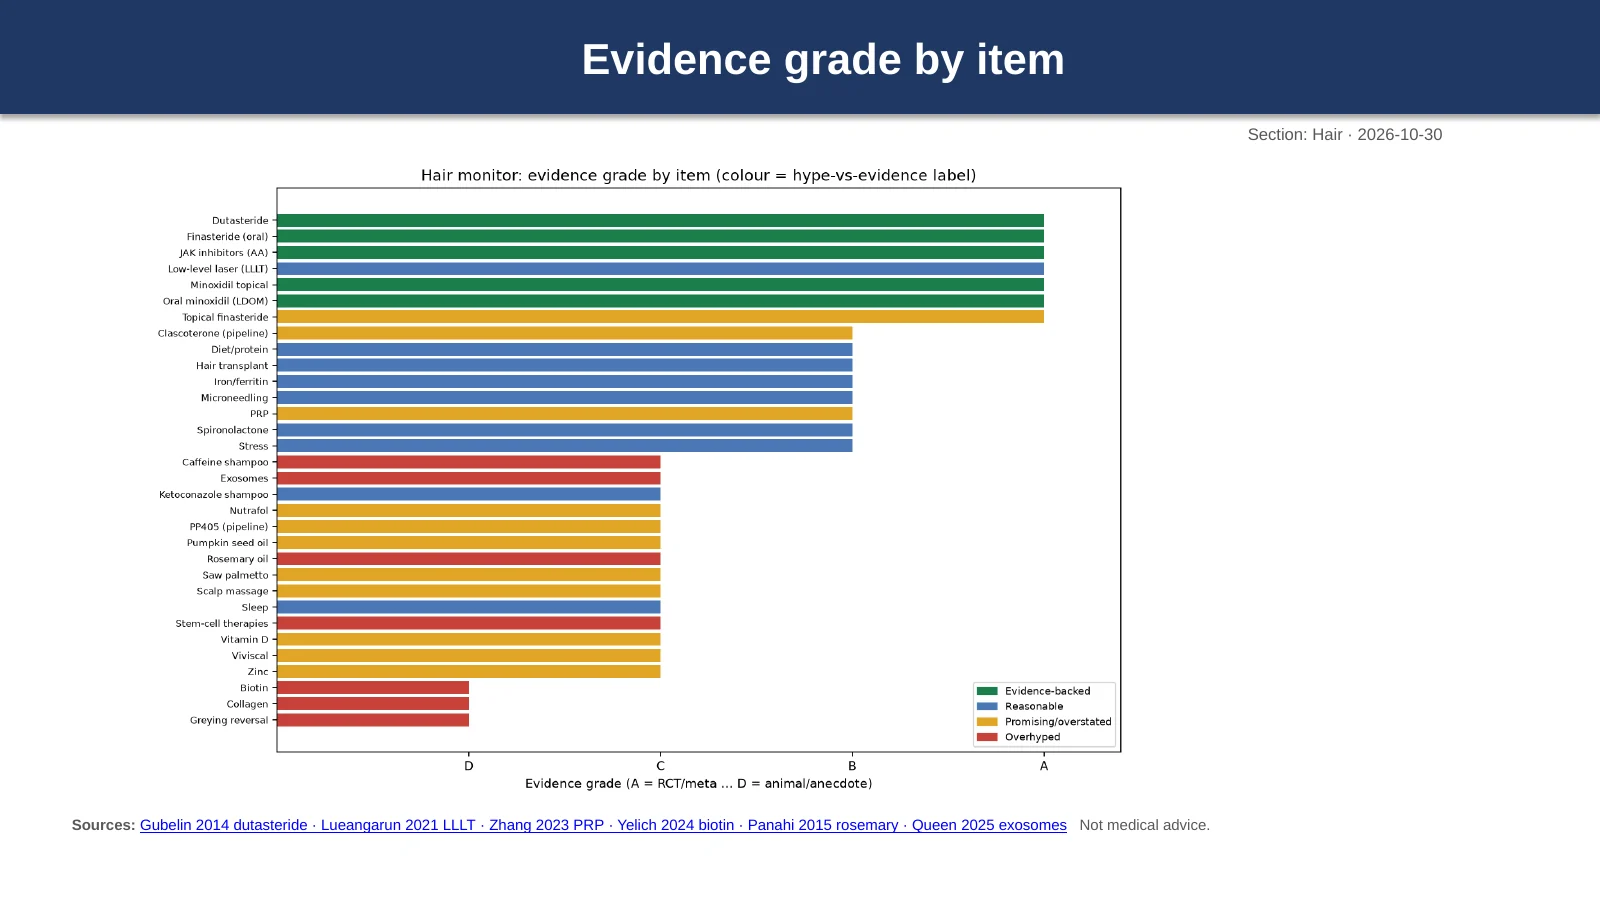 Evidence grade by item
Section: Hair · 2026-10-30
Hair monitor: evidence grade by item (colour = hype-vs-evidence label)
Dutasteride
Finasteride (oral)
JAK inhibitors (AA)
Low-level laser (LLLT)
Minoxidil topical
Oral minoxidil (LDOM)
Topical finasteride
Clascoterone (pipeline)
Diet/protein
Hair transplant
Iron/ferritin
Microneedling
PRP
Spironolactone
Stress
Caffeine shampoo
Exosomes
Ketoconazole shampoo
Nutrafol
PP405 (pipeline)
Pumpkin seed oil
Rosemary oil
Saw palmetto
Scalp massage
Sleep
Stem-cell therapies
Vitamin D
Viviscal
Zinc
Biotin
Collagen
Greying reversal
Evidence-backed
Reasonable
Promising/overstated
Overhyped
D C B A
Evidence grade (A = RCT/meta ... D = animal/anecdote)
Sources: Gubelin 2014 dutasteride · Lueangarun 2021 LLLT · Zhang 2023 PRP · Yelich 2024 biotin · Panahi 2015 rosemary · Queen 2025 exosomes Not medical advice.